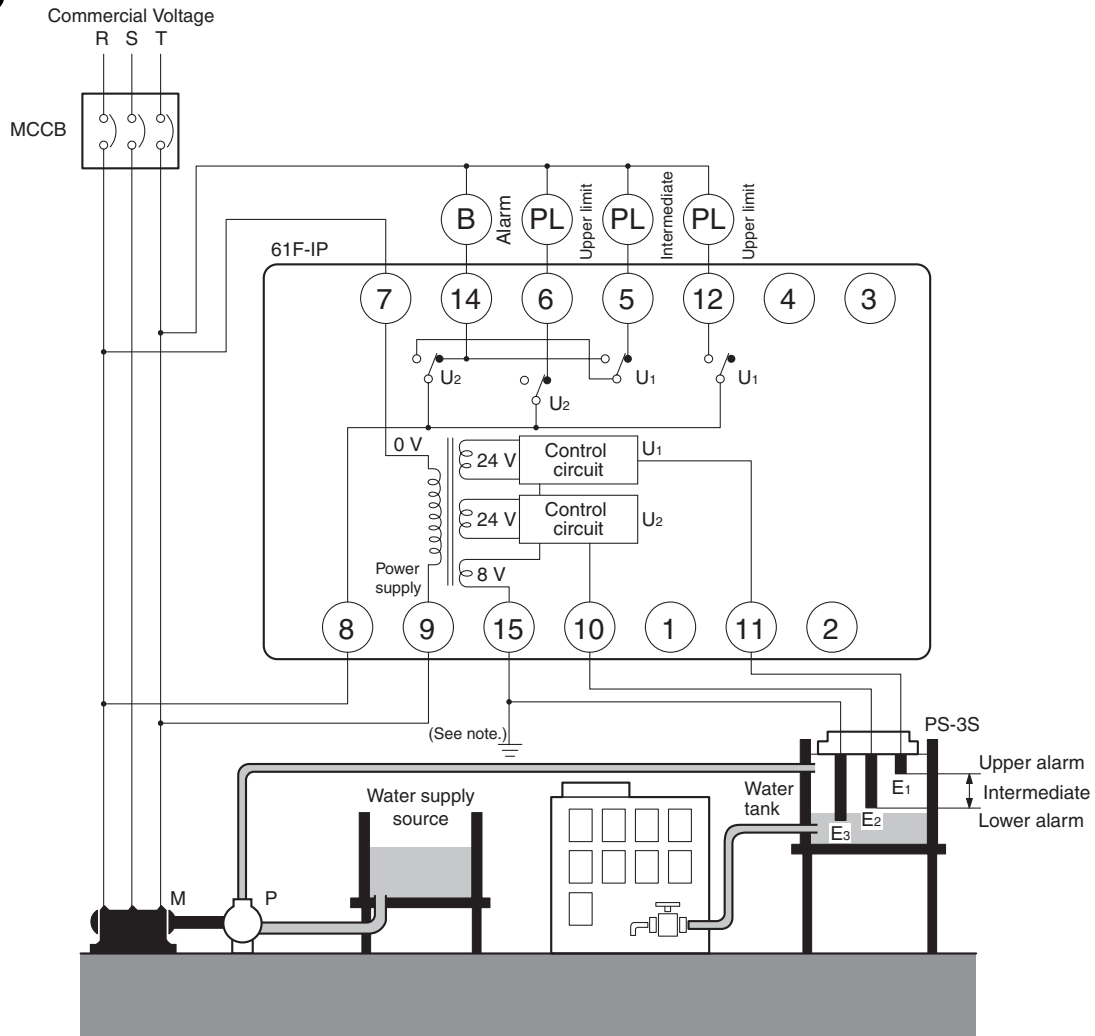 Commercial Voltage
R S T
MCCB
B PL PL PL
Alarm
Upper limit
Intermediate
Upper limit
61F-IP
7 14 6 5 12 4 3
U2
U1
U2
U1
0 V
24 V
Control
circuit
U1
24 V
Control
circuit
U2
8 V
Power
supply
8 9 15 10 1 11 2
(See note.)
PS-3S
Upper alarm
Intermediate
Lower alarm
Water
tank
E1
E2
E3
Water supply
source
M P